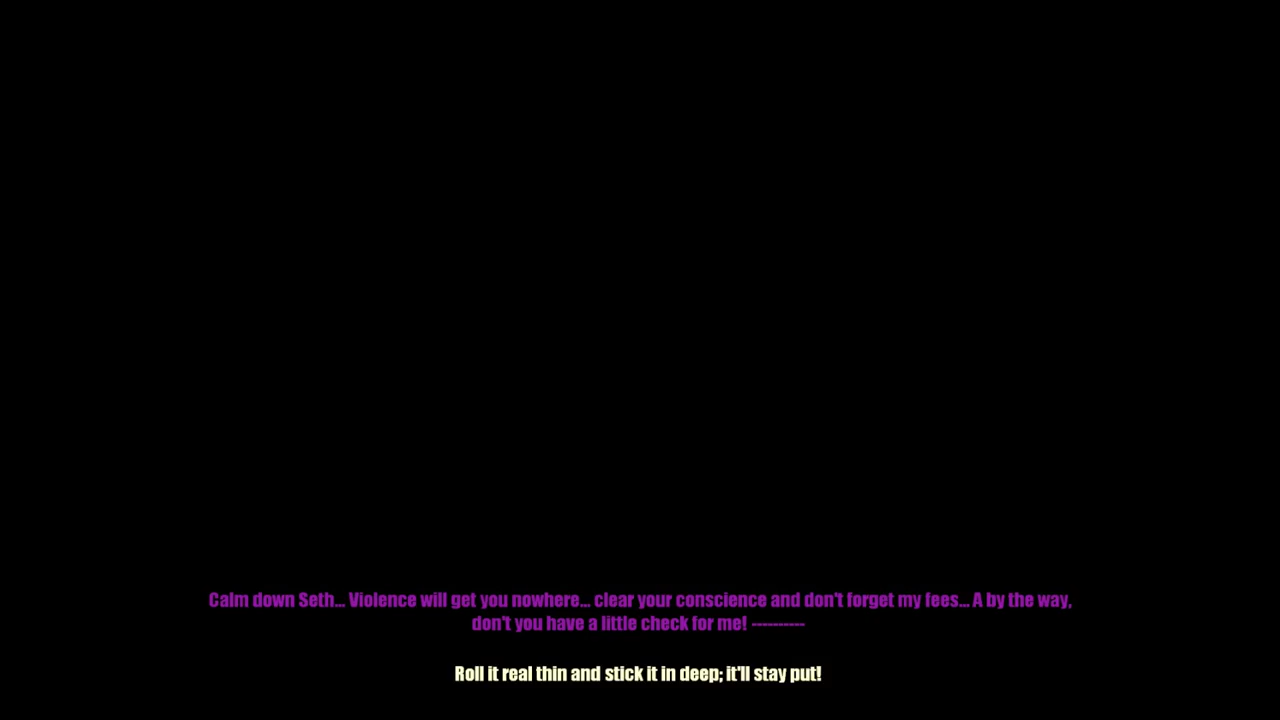 Calm down Seth... Violence will get you nowhere... clear your conscience and don't forget my fees... A by the way,
don't you have a little check for me! ----------
Roll it real thin and stick it in deep; it'll stay put!